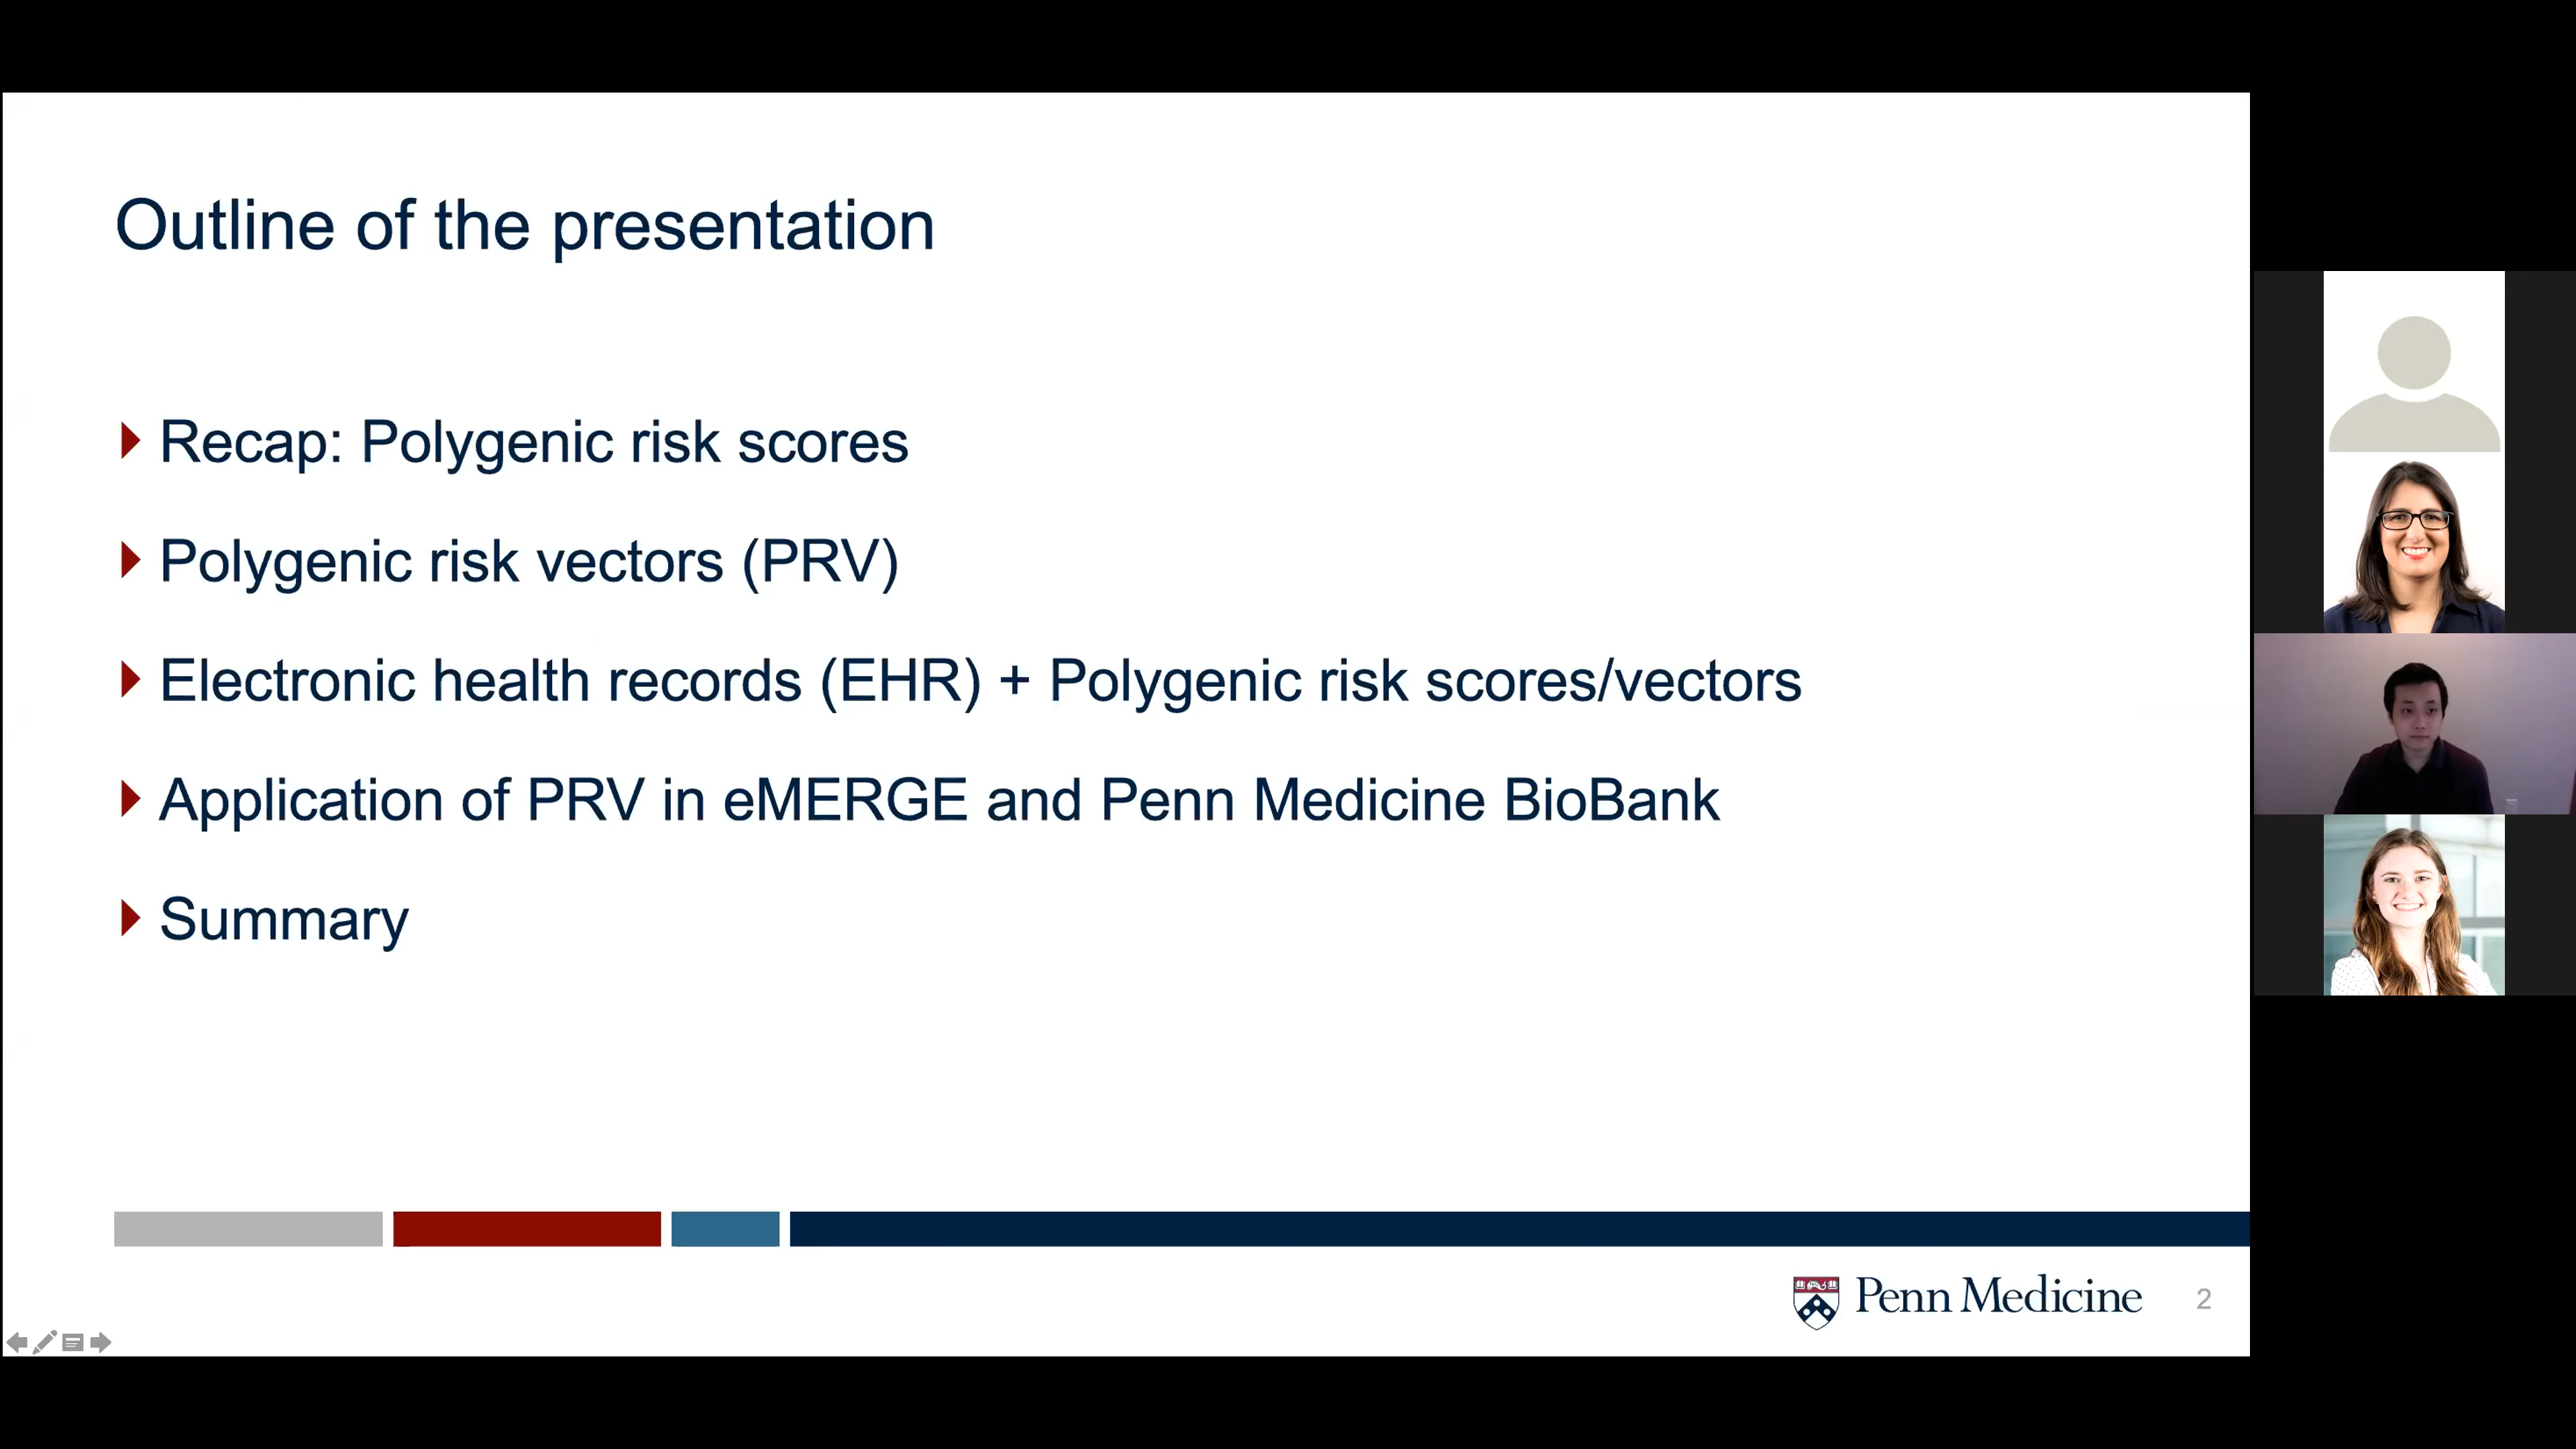 Outline of the presentation
Recap: Polygenic risk scores
Polygenic risk vectors (PRV)
Electronic health records (EHR) + Polygenic risk scores/vectors
Application of PRV in eMERGE and Penn Medicine BioBank
Summary
Penn Medicine
2